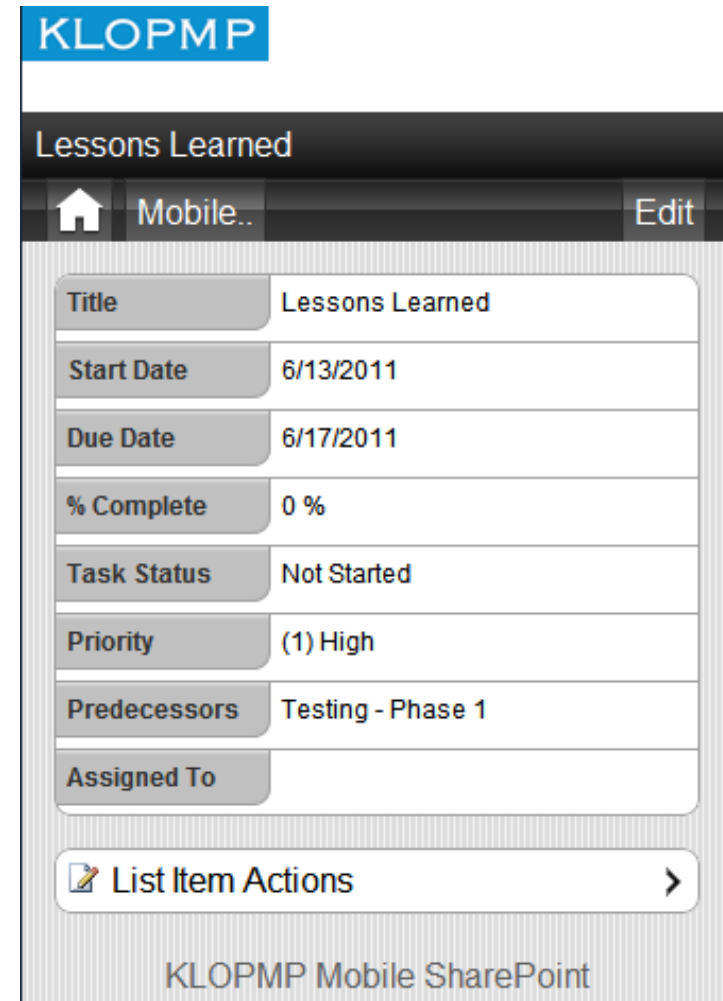 KLOPMP
Lessons Learned
Mobile.. Edit
Title Lessons Learned
Start Date 6/13/2011
Due Date 6/17/2011
% Complete 0 %
Task Status Not Started
Priority (1) High
Predecessors Testing - Phase 1
Assigned To
List Item Actions
KLOPMP Mobile SharePoint